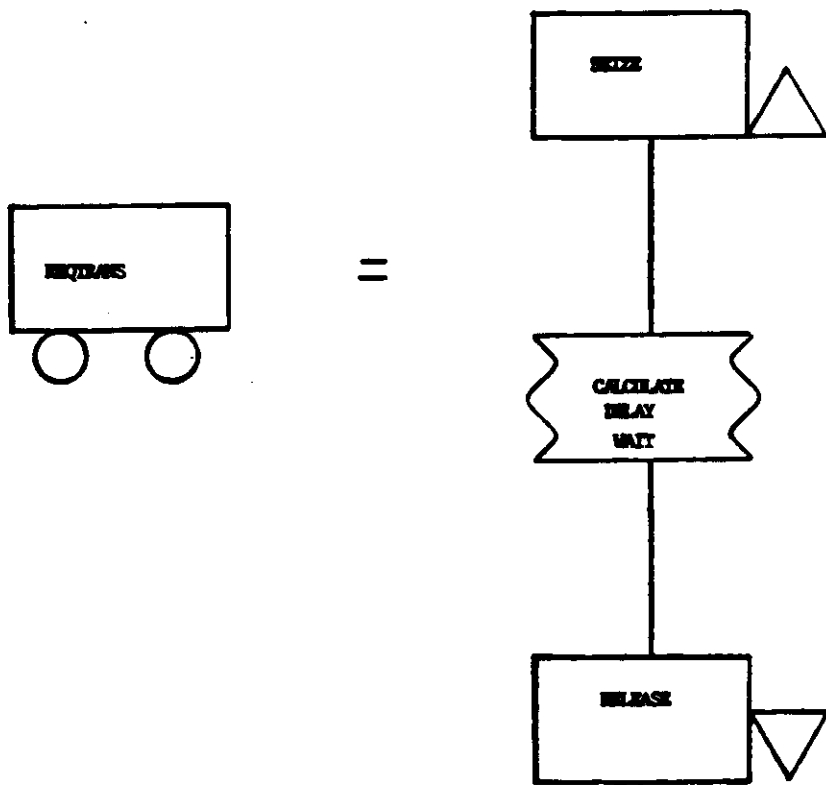 SEIZE
REQTRANS
=
CALCULATE
DELAY
WAIT
RELEASE